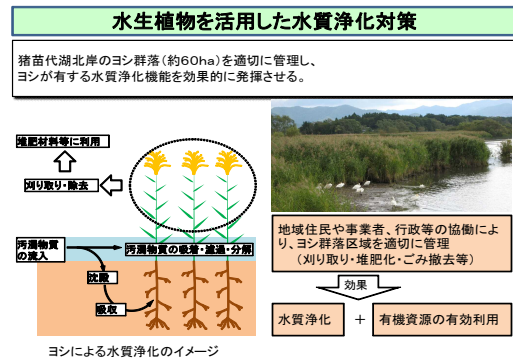 水生植物を活用した水質浄化対策
猪苗代湖北岸のヨシ群落（約60ha）を適切に管理し、
ヨシが有する水質浄化機能を効果的に発揮させる。
堆肥材料等に利用
刈り取り・除去
汚濁物質
の流入
汚濁物質の吸着・濾過・分解
沈殿
吸収
ヨシによる水質浄化のイメージ
地域住民や事業者、行政等の協働によ
り、ヨシ群落区域を適切に管理
（刈り取り・堆肥化・ごみ撤去等）
効果
水質浄化 + 有機資源の有効利用